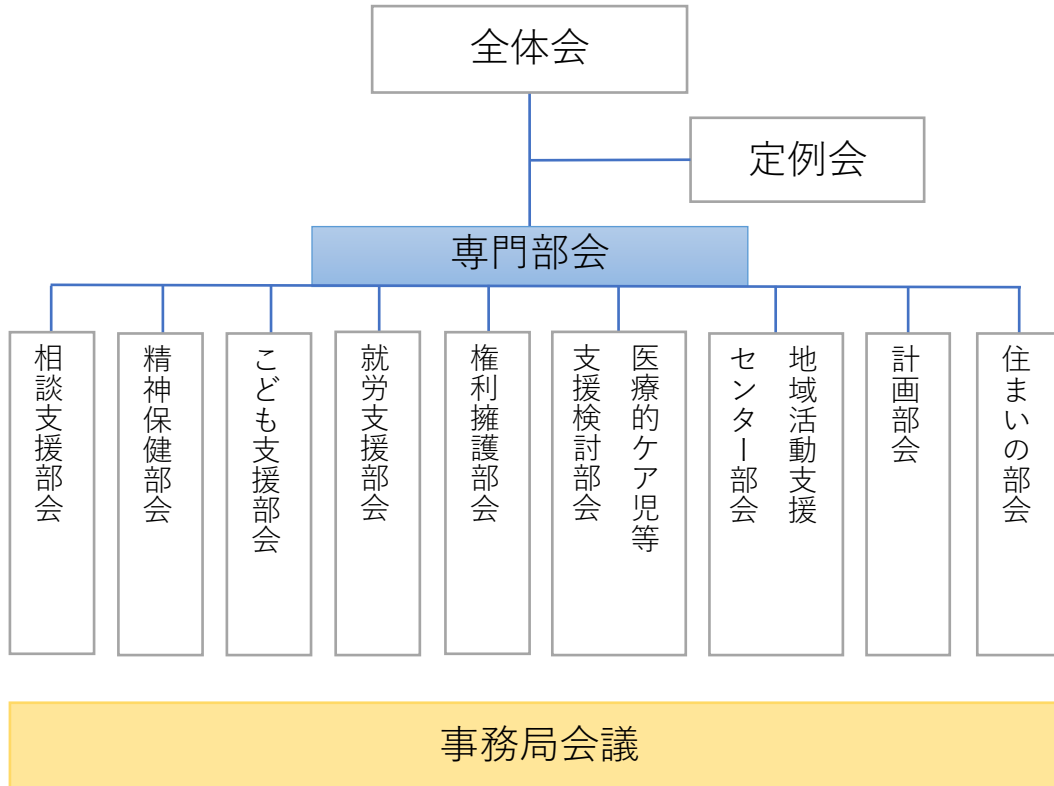 全体会
定例会
専門部会
相談支援部会
精神保健部会
こども支援部会
就労支援部会
権利擁護部会
医療的ケア児等
支援検討部会
地域活動支援
センター部会
計画部会
住まいの部会
事務局会議